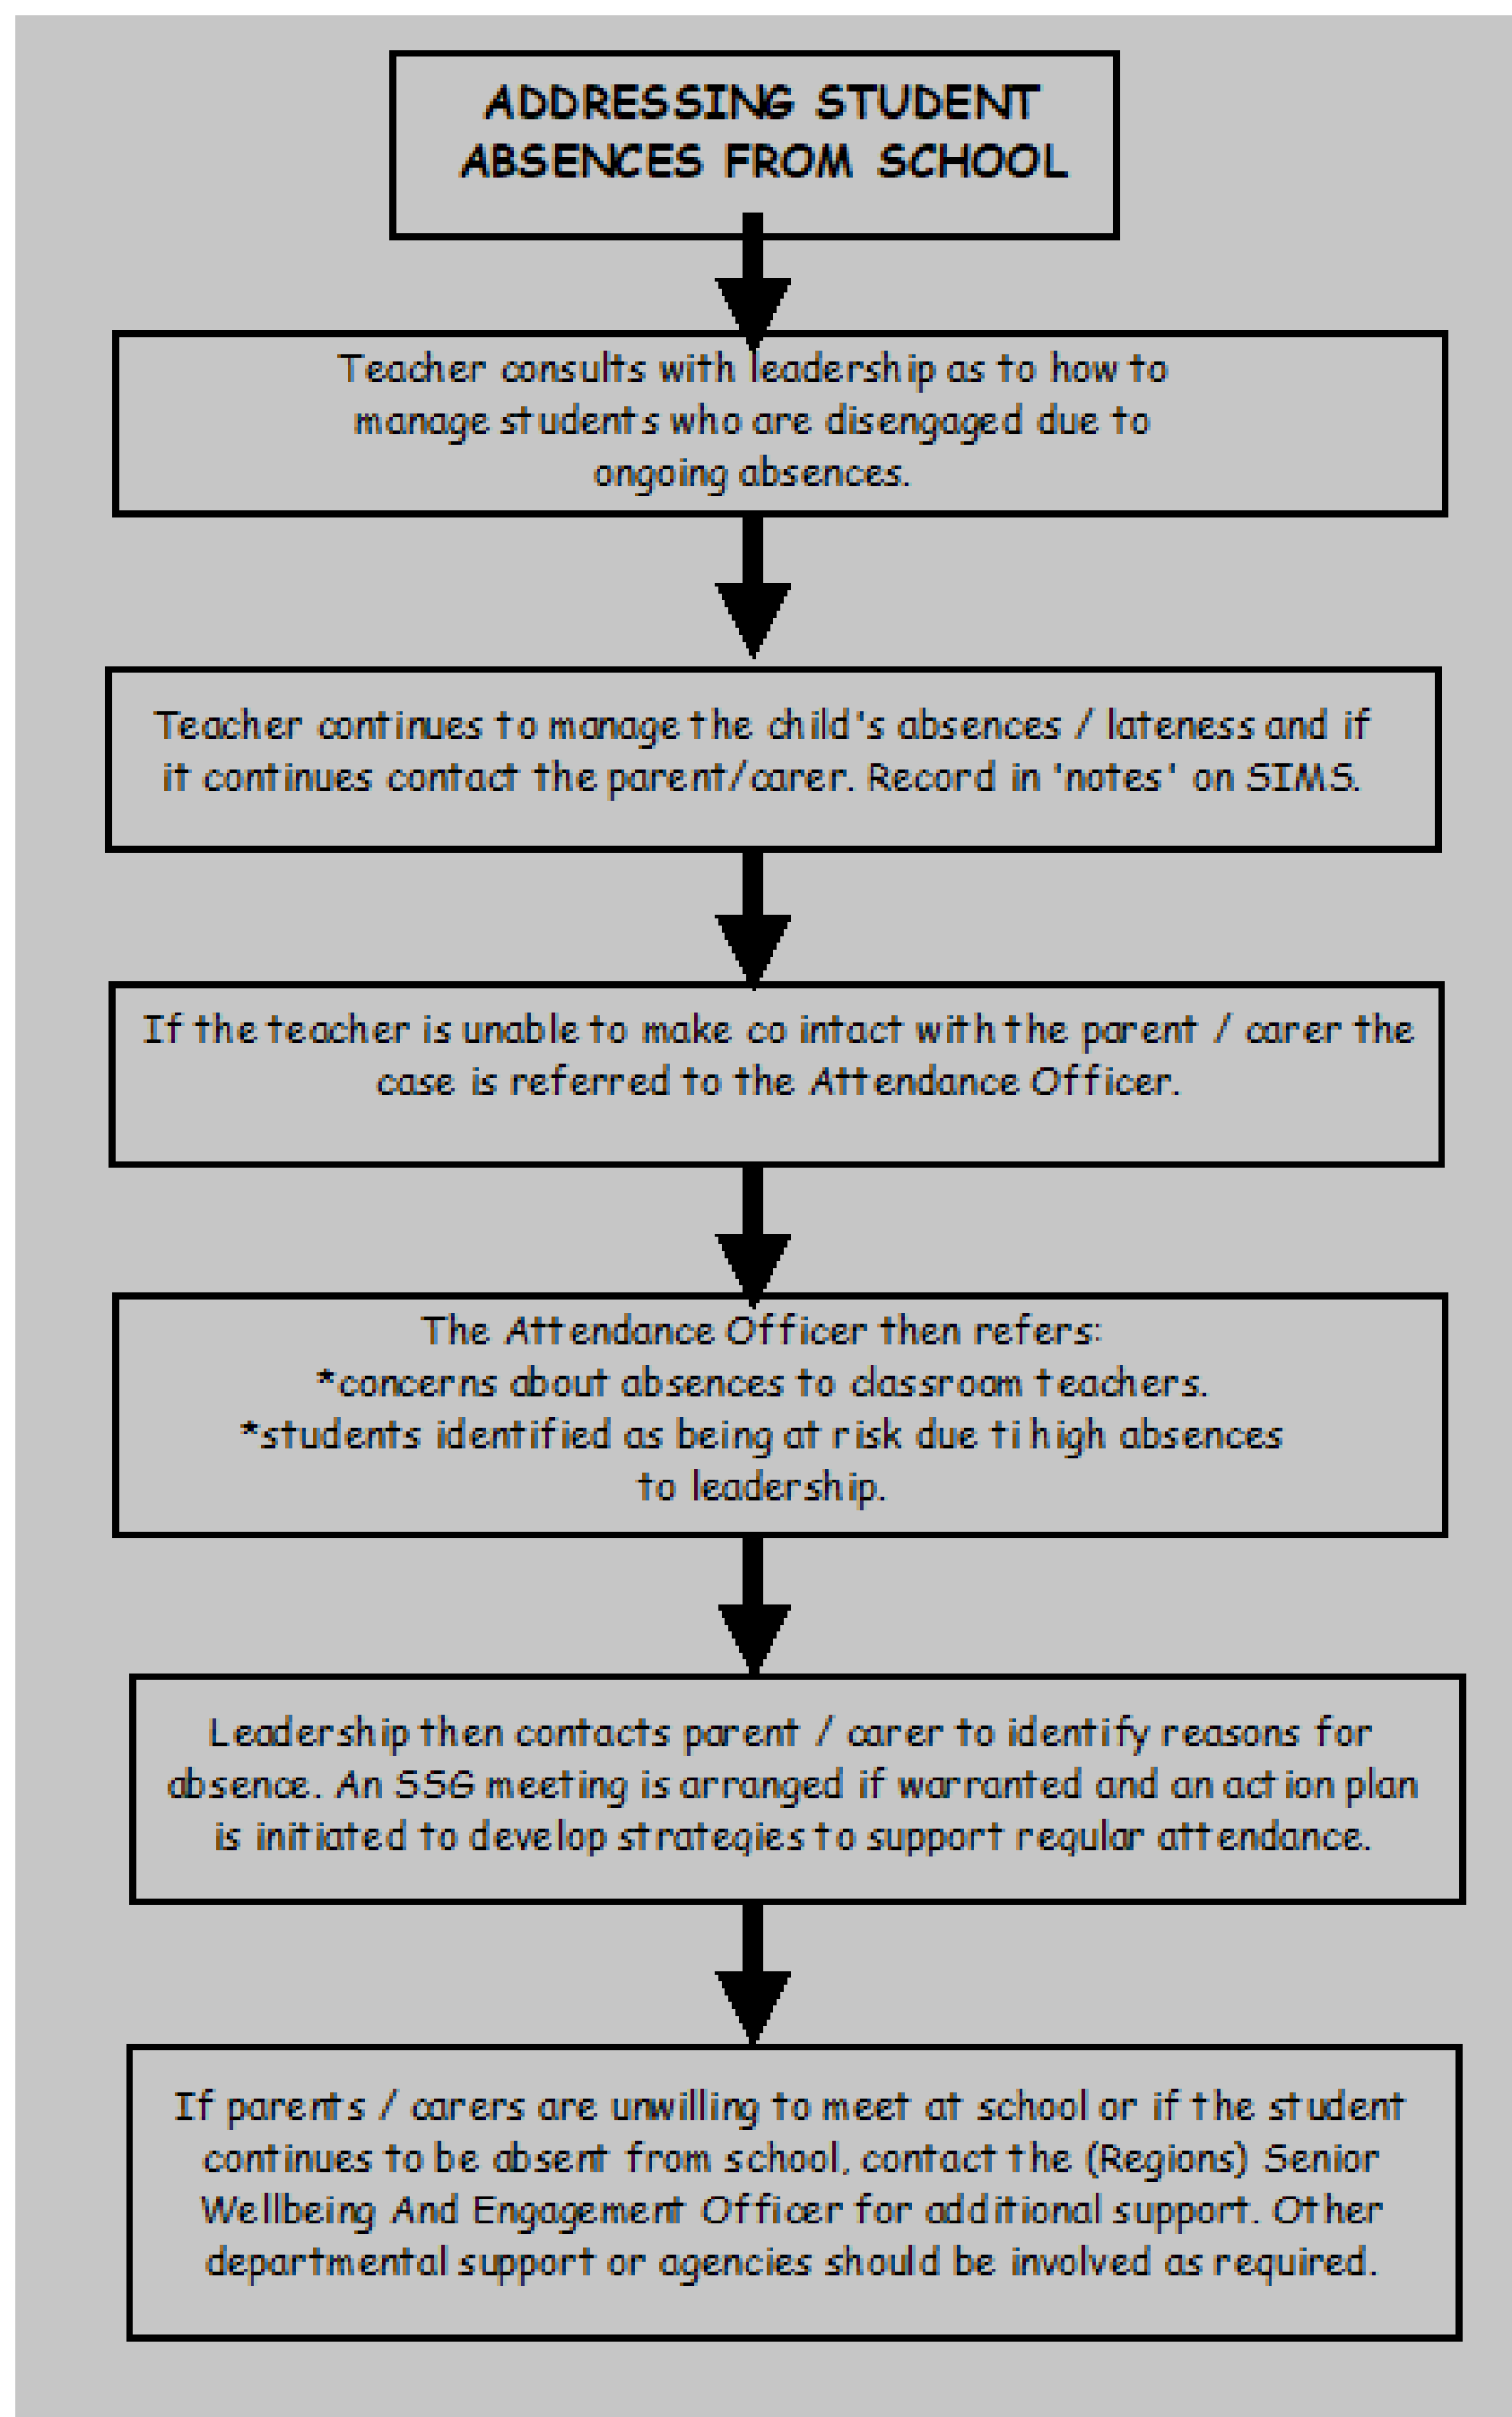 ADDRESSING STUDENT
ABSENCES FROM SCHOOL
Teacher consults with leadership as to how to
manage students who are disengaged due to
ongoing absences.
Teacher continues to manage the child's absences / lateness and if
it continues contact the parent/carer. Record in 'notes' on SIMS.
If the teacher is unable to make co intact with the parent / carer the
case is referred to the Attendance Officer.
The Attendance Officer then refers:
*concerns about absences to classroom teachers.
*students identified as being at risk due ti high absences
to leadership.
Leadership then contacts parent / carer to identify reasons for
absence. An SSG meeting is arranged if warranted and an action plan
is initiated to develop strategies to support regular attendance.
If parents / carers are unwilling to meet at school or if the student
continues to be absent from school, contact the (Regions) Senior
Wellbeing And Engagement Officer for additional support. Other
departmental support or agencies should be involved as required.